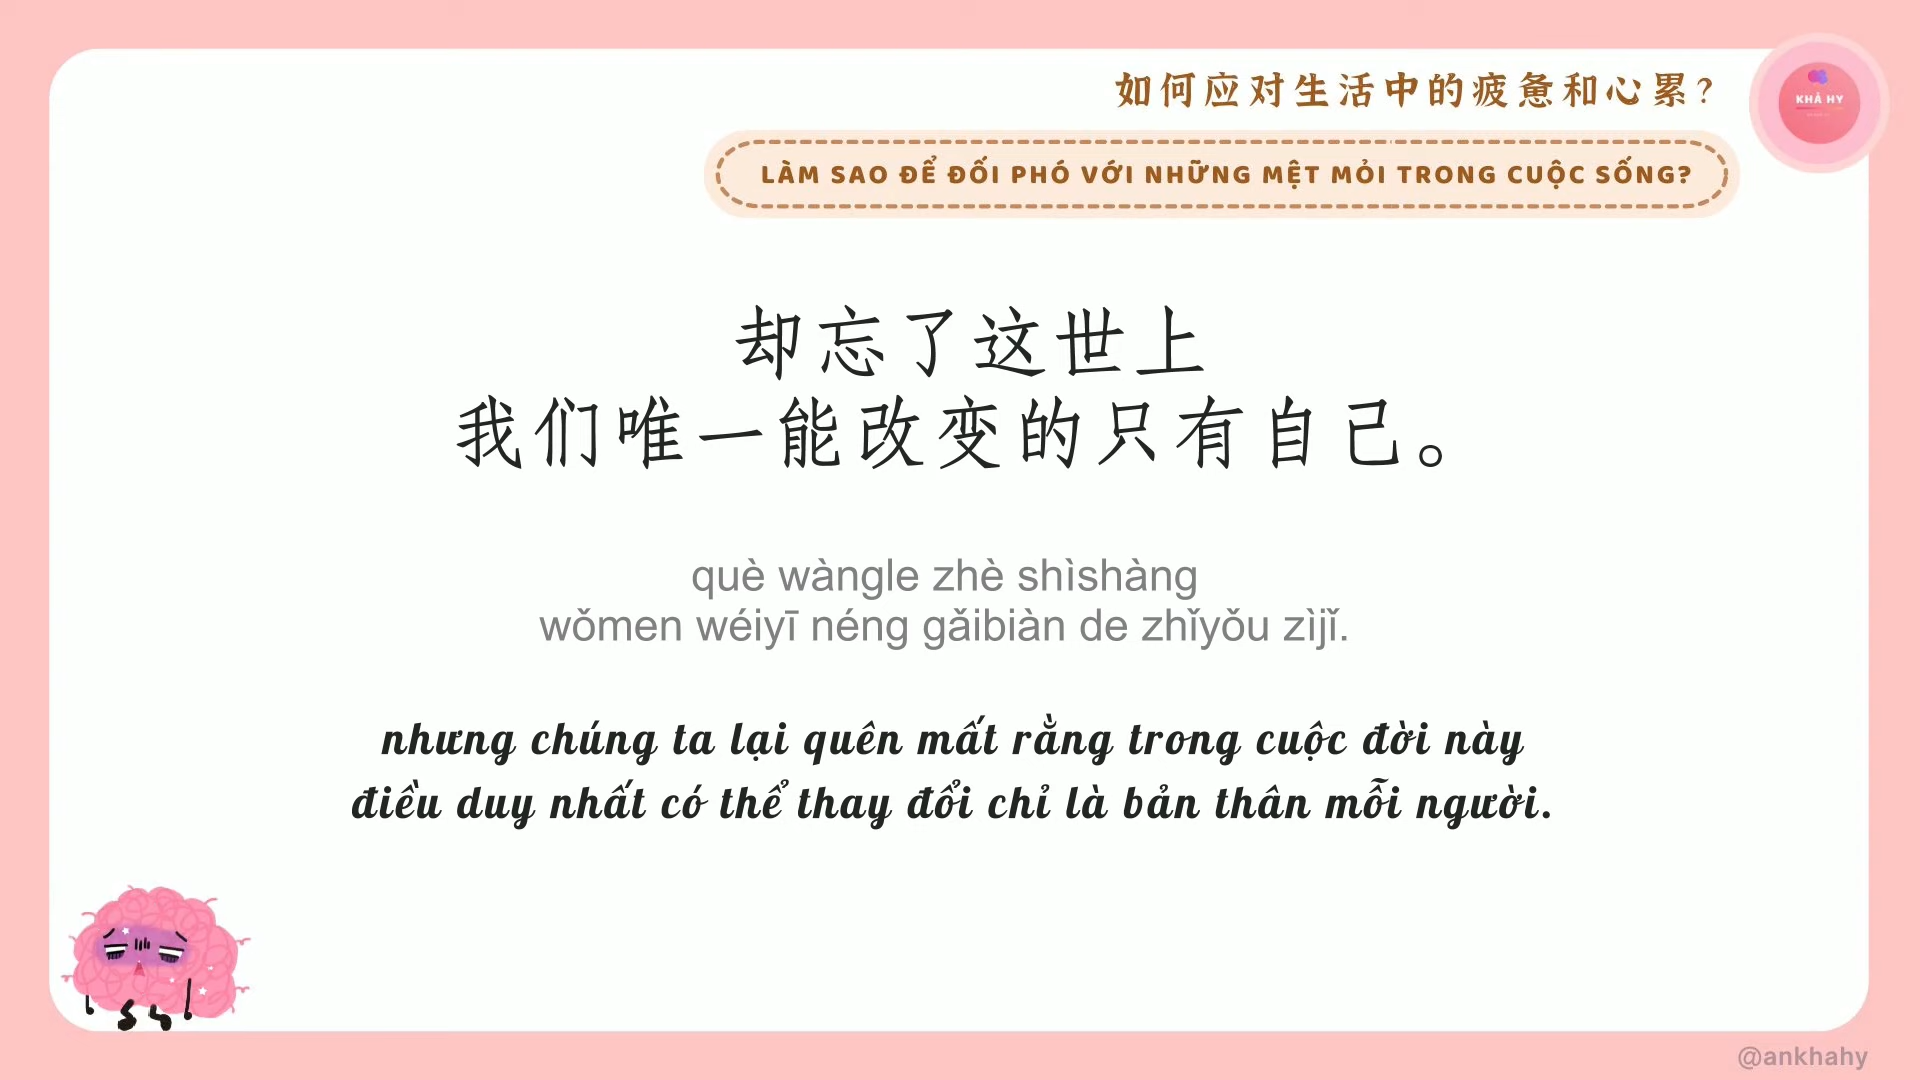 如何应对生活中的疲惫和心累?
KHẢ HY
LÀM SAO ĐỂ ĐỐI PHÓ VỚI NHỮNG MỆT MỎI TRONG CUỘC SỐNG?
却忘了这世上
我们唯一能改变的只有自己。
què wàngle zhè shìshàng
wǒmen wéiyī néng gǎibiàn de zhǐyǒu zìjǐ.
nhưng chúng ta lại quên mất rằng trong cuộc đời này
điều duy nhất có thể thay đổi chỉ là bản thân mỗi người.
@ankhahy